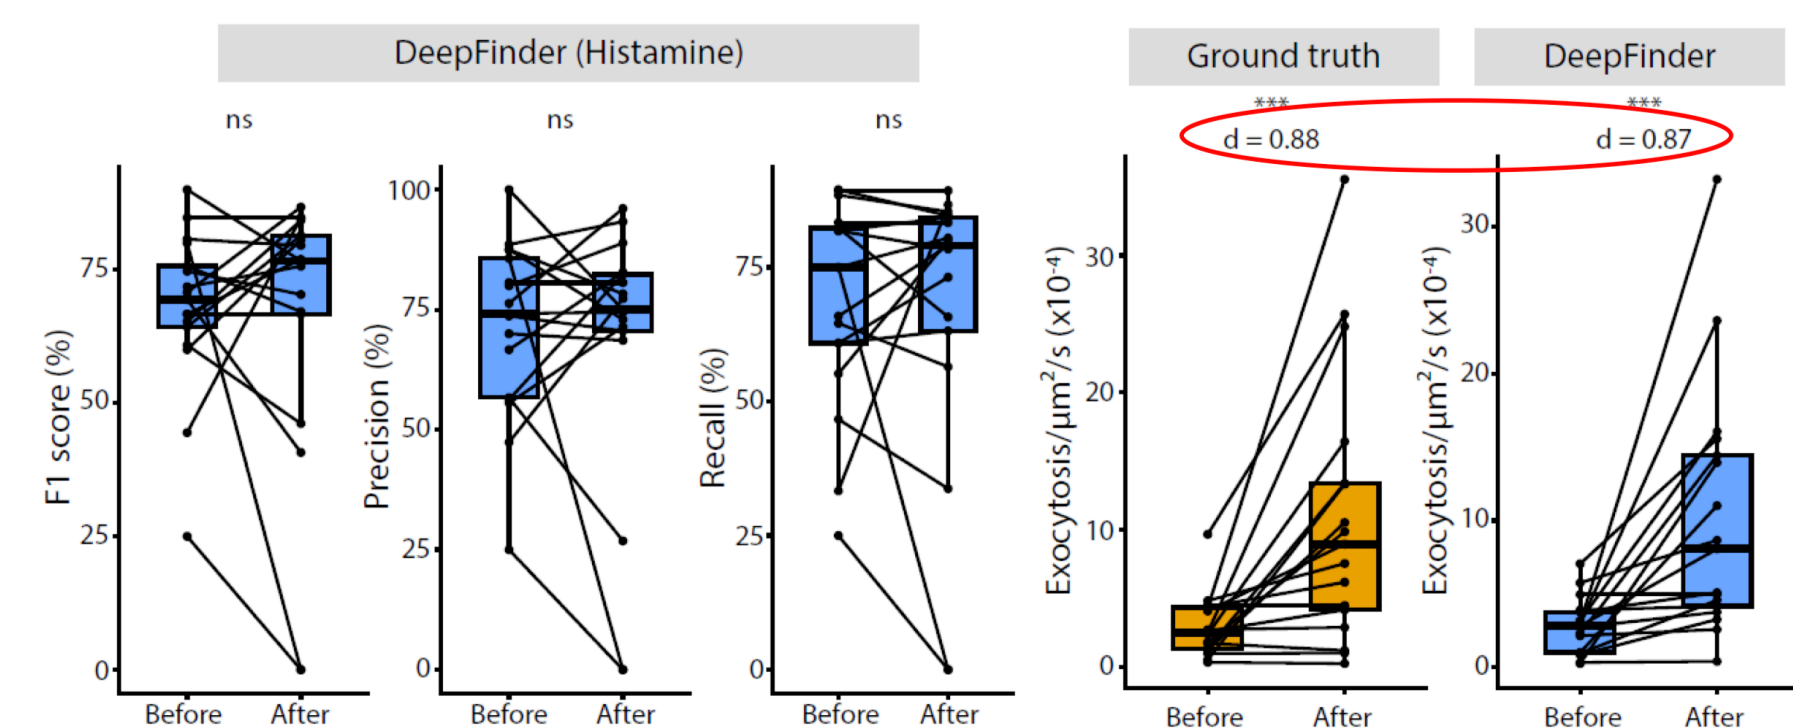 DeepFinder (Histamine)
ns
ns
ns
F1 score (%)
75
50
25
0
Before
After
Precision (%)
100
75
50
25
0
Before
After
Recall (%)
75
50
25
0
Before
After
Ground truth
***
d = 0.88
Exocytosis/µm²/s (x10⁻⁴)
30
20
10
0
Before
After
DeepFinder
***
d = 0.87
Exocytosis/µm²/s (x10⁻⁴)
30
20
10
0
Before
After